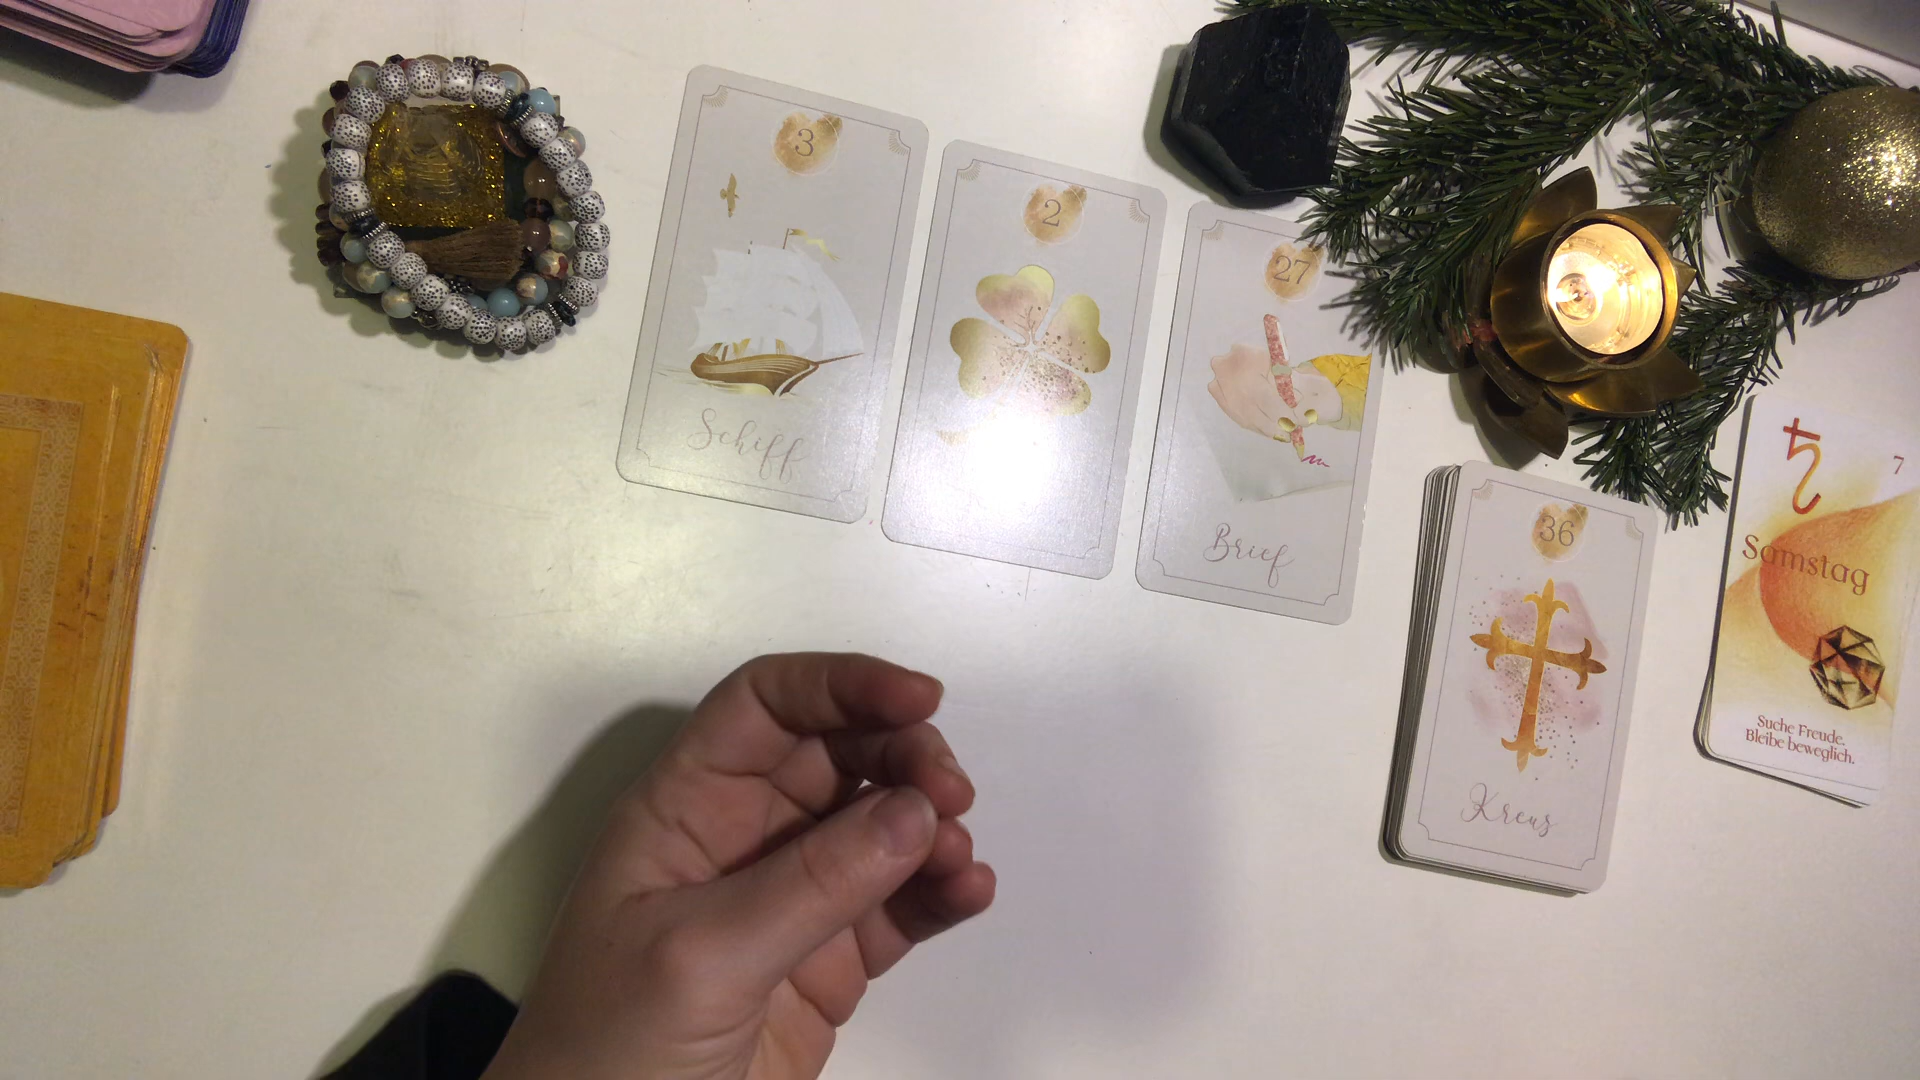 3
Schiff
2
27
Brief
36
Kreuz
7
Samstag
Suche Freude.
Bleibe beweglich.